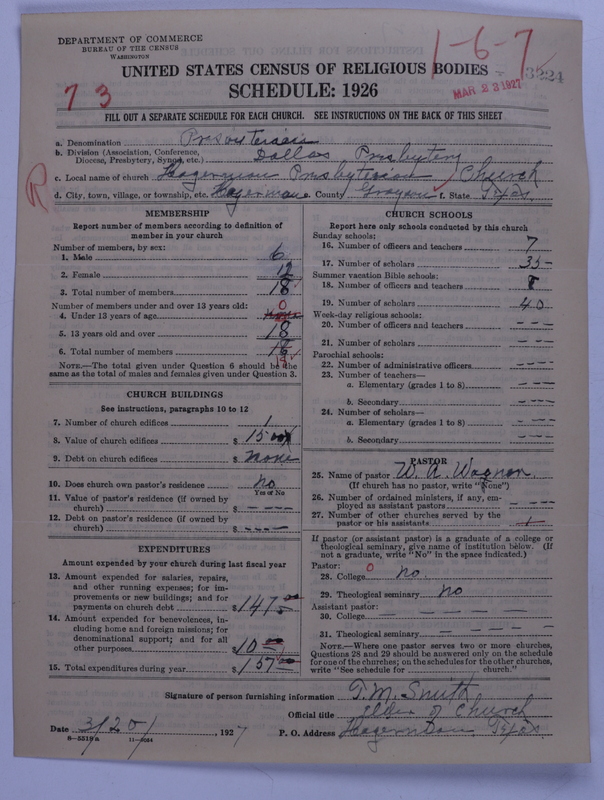 DEPARTMENT OF COMMERCE
BUREAU OF THE CENSUS
WASHINGTON
1-6-7
3224
MAR 23 1927
7 3
UNITED STATES CENSUS OF RELIGIOUS BODIES
SCHEDULE: 1926
FILL OUT A SEPARATE SCHEDULE FOR EACH CHURCH. SEE INSTRUCTIONS ON THE BACK OF THIS SHEET
a. Denomination Presbyterian
b. Division (Association, Conference, Diocese, Presbytery, Synod, etc.) Dallas Presbytery
c. Local name of church Hagerman Presbyterian Church
d. City, town, village, or township, etc. Hagerman e. County Grayson f. State Texas
R
MEMBERSHIP
Report number of members according to definition of member in your church
Number of members, by sex:
1. Male 6
2. Female 12
3. Total number of members 18
Number of members under and over 13 years old:
4. Under 13 years of age 0 none
5. 13 years old and over 18
6. Total number of members 18
NOTE.—The total given under Question 6 should be the same as the total of males and females given under Question 3.
CHURCH BUILDINGS
See instructions, paragraphs 10 to 12
7. Number of church edifices 1
8. Value of church edifices $ 1500
9. Debt on church edifices $ none
10. Does church own pastor's residence no
Yes or No
11. Value of pastor's residence (if owned by church) $ - - - -
12. Debt on pastor's residence (if owned by church) $ - - - -
EXPENDITURES
Amount expended by your church during last fiscal year
13. Amount expended for salaries, repairs, and other running expenses; for improvements or new buildings; and for payments on church debt $ 147
14. Amount expended for benevolences, including home and foreign missions; for denominational support; and for all other purposes $ 10
15. Total expenditures during year $ 157
CHURCH SCHOOLS
Report here only schools conducted by this church
Sunday schools:
16. Number of officers and teachers 7
17. Number of scholars 35
Summer vacation Bible schools:
18. Number of officers and teachers 8
19. Number of scholars 40
Week-day religious schools:
20. Number of officers and teachers - - -
21. Number of scholars - - -
Parochial schools:
22. Number of administrative officers - - -
23. Number of teachers—
a. Elementary (grades 1 to 8) - - -
b. Secondary - - -
24. Number of scholars—
a. Elementary (grades 1 to 8) - - -
b. Secondary - - -
PASTOR
25. Name of pastor W. A. Wagnon.
(If church has no pastor, write "None")
26. Number of ordained ministers, if any, employed as assistant pastors - - -
27. Number of other churches served by the pastor or his assistants
If pastor (or assistant pastor) is a graduate of a college or theological seminary, give name of institution below. (If not a graduate, write "No" in the space indicated.)
Pastor:
28. College 0 no.
29. Theological seminary no
Assistant pastor:
30. College - - - -
31. Theological seminary - - - -
NOTE.—Where one pastor serves two or more churches, Questions 28 and 29 should be answered only on the schedule for one of the churches; on the schedules for the other churches, write "See schedule for church."
Signature of person furnishing information T.M. Smith
Official title Elder of Church
Date 3/20/, 1927
P. O. Address Hagerman Texas.
8-5519a 11-9064